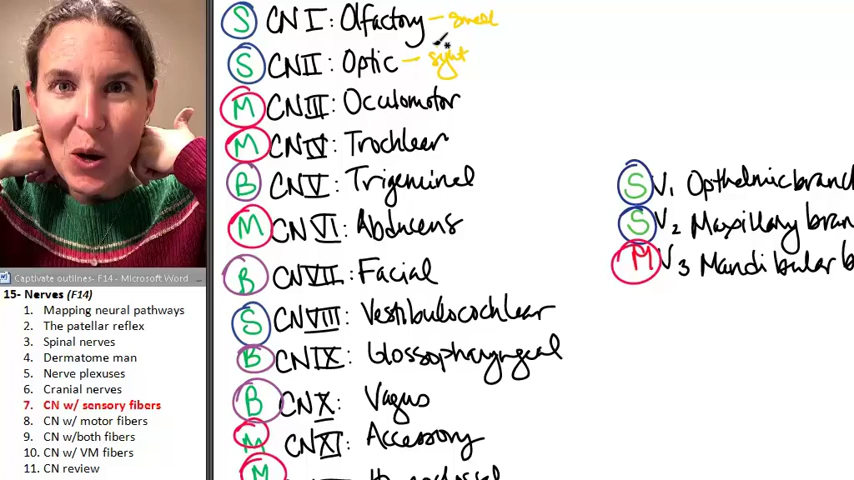 S CN I: Olfactory - smell
S CN II: Optic - sight
M CN III: Occulomotor
M CN IV: Trochlear
B CN V: Trigeminal
M CN VI: Abducens
B CN VII: Facial
S CN VIII: Vestibulocochlear
B CN IX: Glossopharyngeal
B CN X: Vagus
M CN XI: Accessory
M
S V1 Opthelmic branch
S V2 Maxillary bran
M V3 Mandibular b
Captivate outlines- F14 - Microsoft Word
15- Nerves (F14)
1. Mapping neural pathways
2. The patellar reflex
3. Spinal nerves
4. Dermatome man
5. Nerve plexuses
6. Cranial nerves
7. CN w/ sensory fibers
8. CN w/ motor fibers
9. CN w/both fibers
10. CN w/ VM fibers
11. CN review